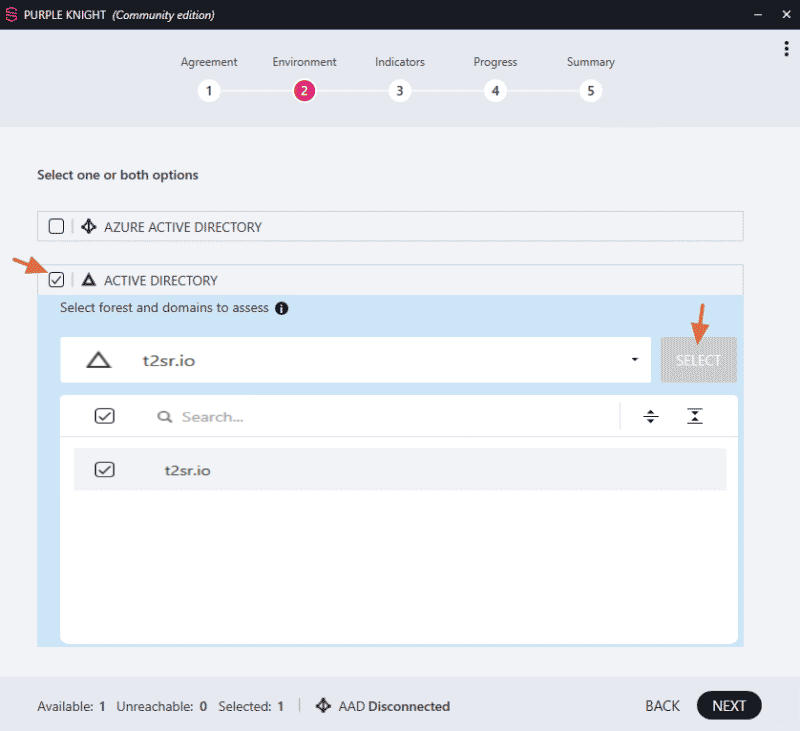 PURPLE KNIGHT (Community edition)
Agreement Environment Indicators Progress Summary
1 2 3 4 5
Select one or both options
AZURE ACTIVE DIRECTORY
ACTIVE DIRECTORY
Select forest and domains to assess
t2sr.io SELECT
Search...
t2sr.io
Available: 1 Unreachable: 0 Selected: 1 AAD Disconnected BACK NEXT